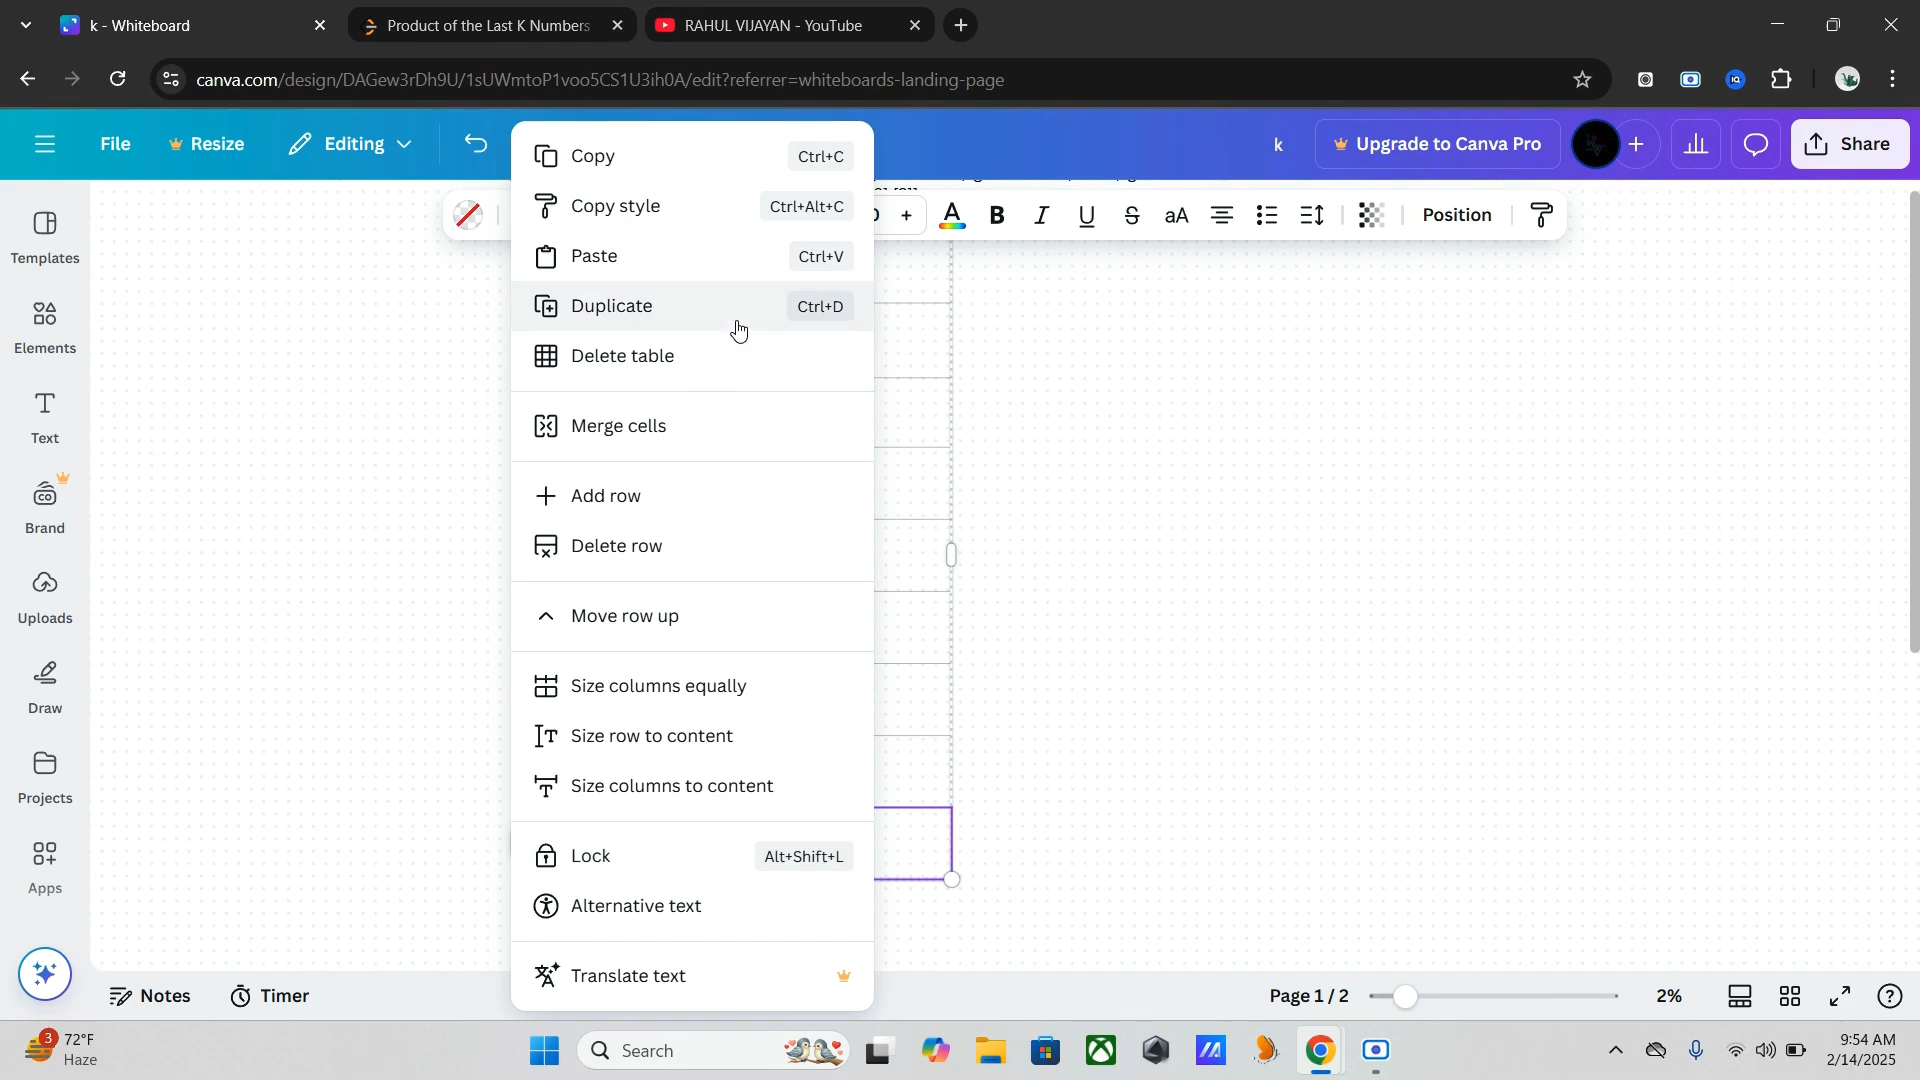 k - Whiteboard
Product of the Last K Numbers
RAHUL VIJAYAN - YouTube
canva.com/design/DAGew3rDh9U/1sUWmtoP1voo5CS1U3ih0A/edit?referrer=whiteboards-landing-page
File
Resize
Editing
k
Upgrade to Canva Pro
Share
Templates
Elements
Text
Brand
Uploads
Draw
Projects
Apps
B I U S aA
Position
Copy Ctrl+C
Copy style Ctrl+Alt+C
Paste Ctrl+V
Duplicate Ctrl+D
Delete table
Merge cells
Add row
Delete row
Move row up
Size columns equally
Size row to content
Size columns to content
Lock Alt+Shift+L
Alternative text
Translate text
Notes
Timer
Page 1 / 2
2%
3
72°F
Haze
Search
9:54 AM
2/14/2025